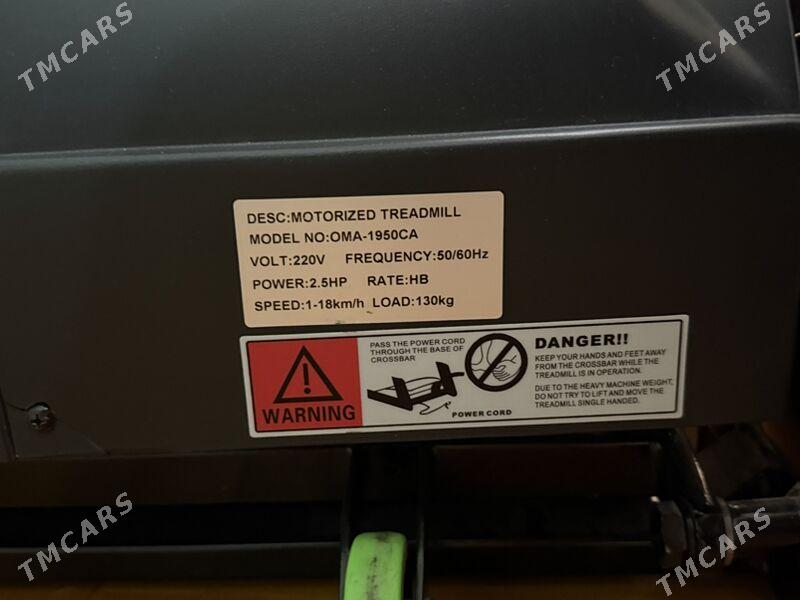 TMCARS
TMCARS
DESC:MOTORIZED TREADMILL
MODEL NO:OMA-1950CA
VOLT:220V FREQUENCY:50/60Hz
POWER:2.5HP RATE:HB
SPEED:1-18km/h LOAD:130kg
WARNING
PASS THE POWER CORD
THROUGH THE BASE OF
CROSSBAR
POWER CORD
DANGER!!
KEEP YOUR HANDS AND FEET AWAY
FROM THE CROSSBAR WHILE THE
TREADMILL IS IN OPERATION.
DUE TO THE HEAVY MACHINE WEIGHT,
DO NOT TRY TO LIFT AND MOVE THE
TREADMILL SINGLE HANDED.
TMCARS
TMCARS